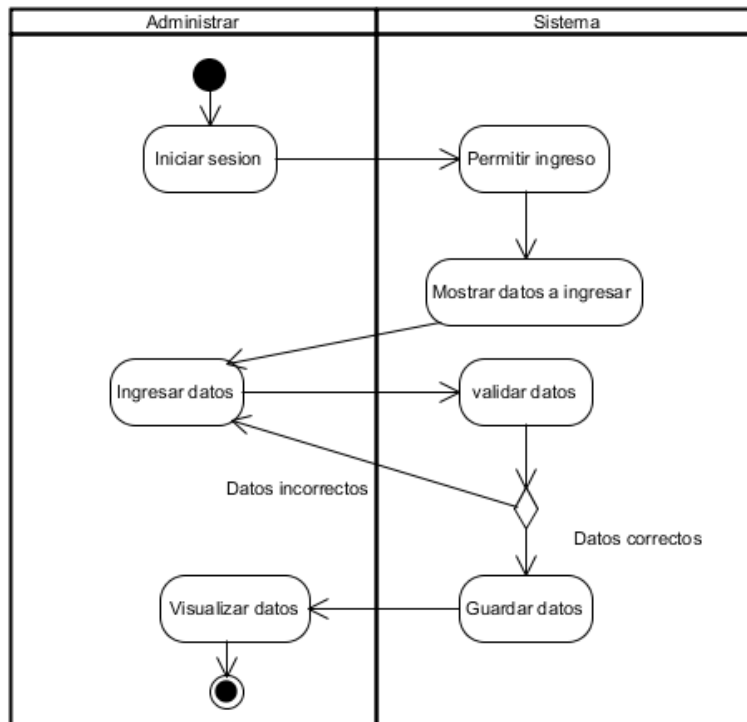 Administrar
Sistema
Iniciar sesion
Permitir ingreso
Mostrar datos a ingresar
Ingresar datos
validar datos
Datos incorrectos
Datos correctos
Visualizar datos
Guardar datos